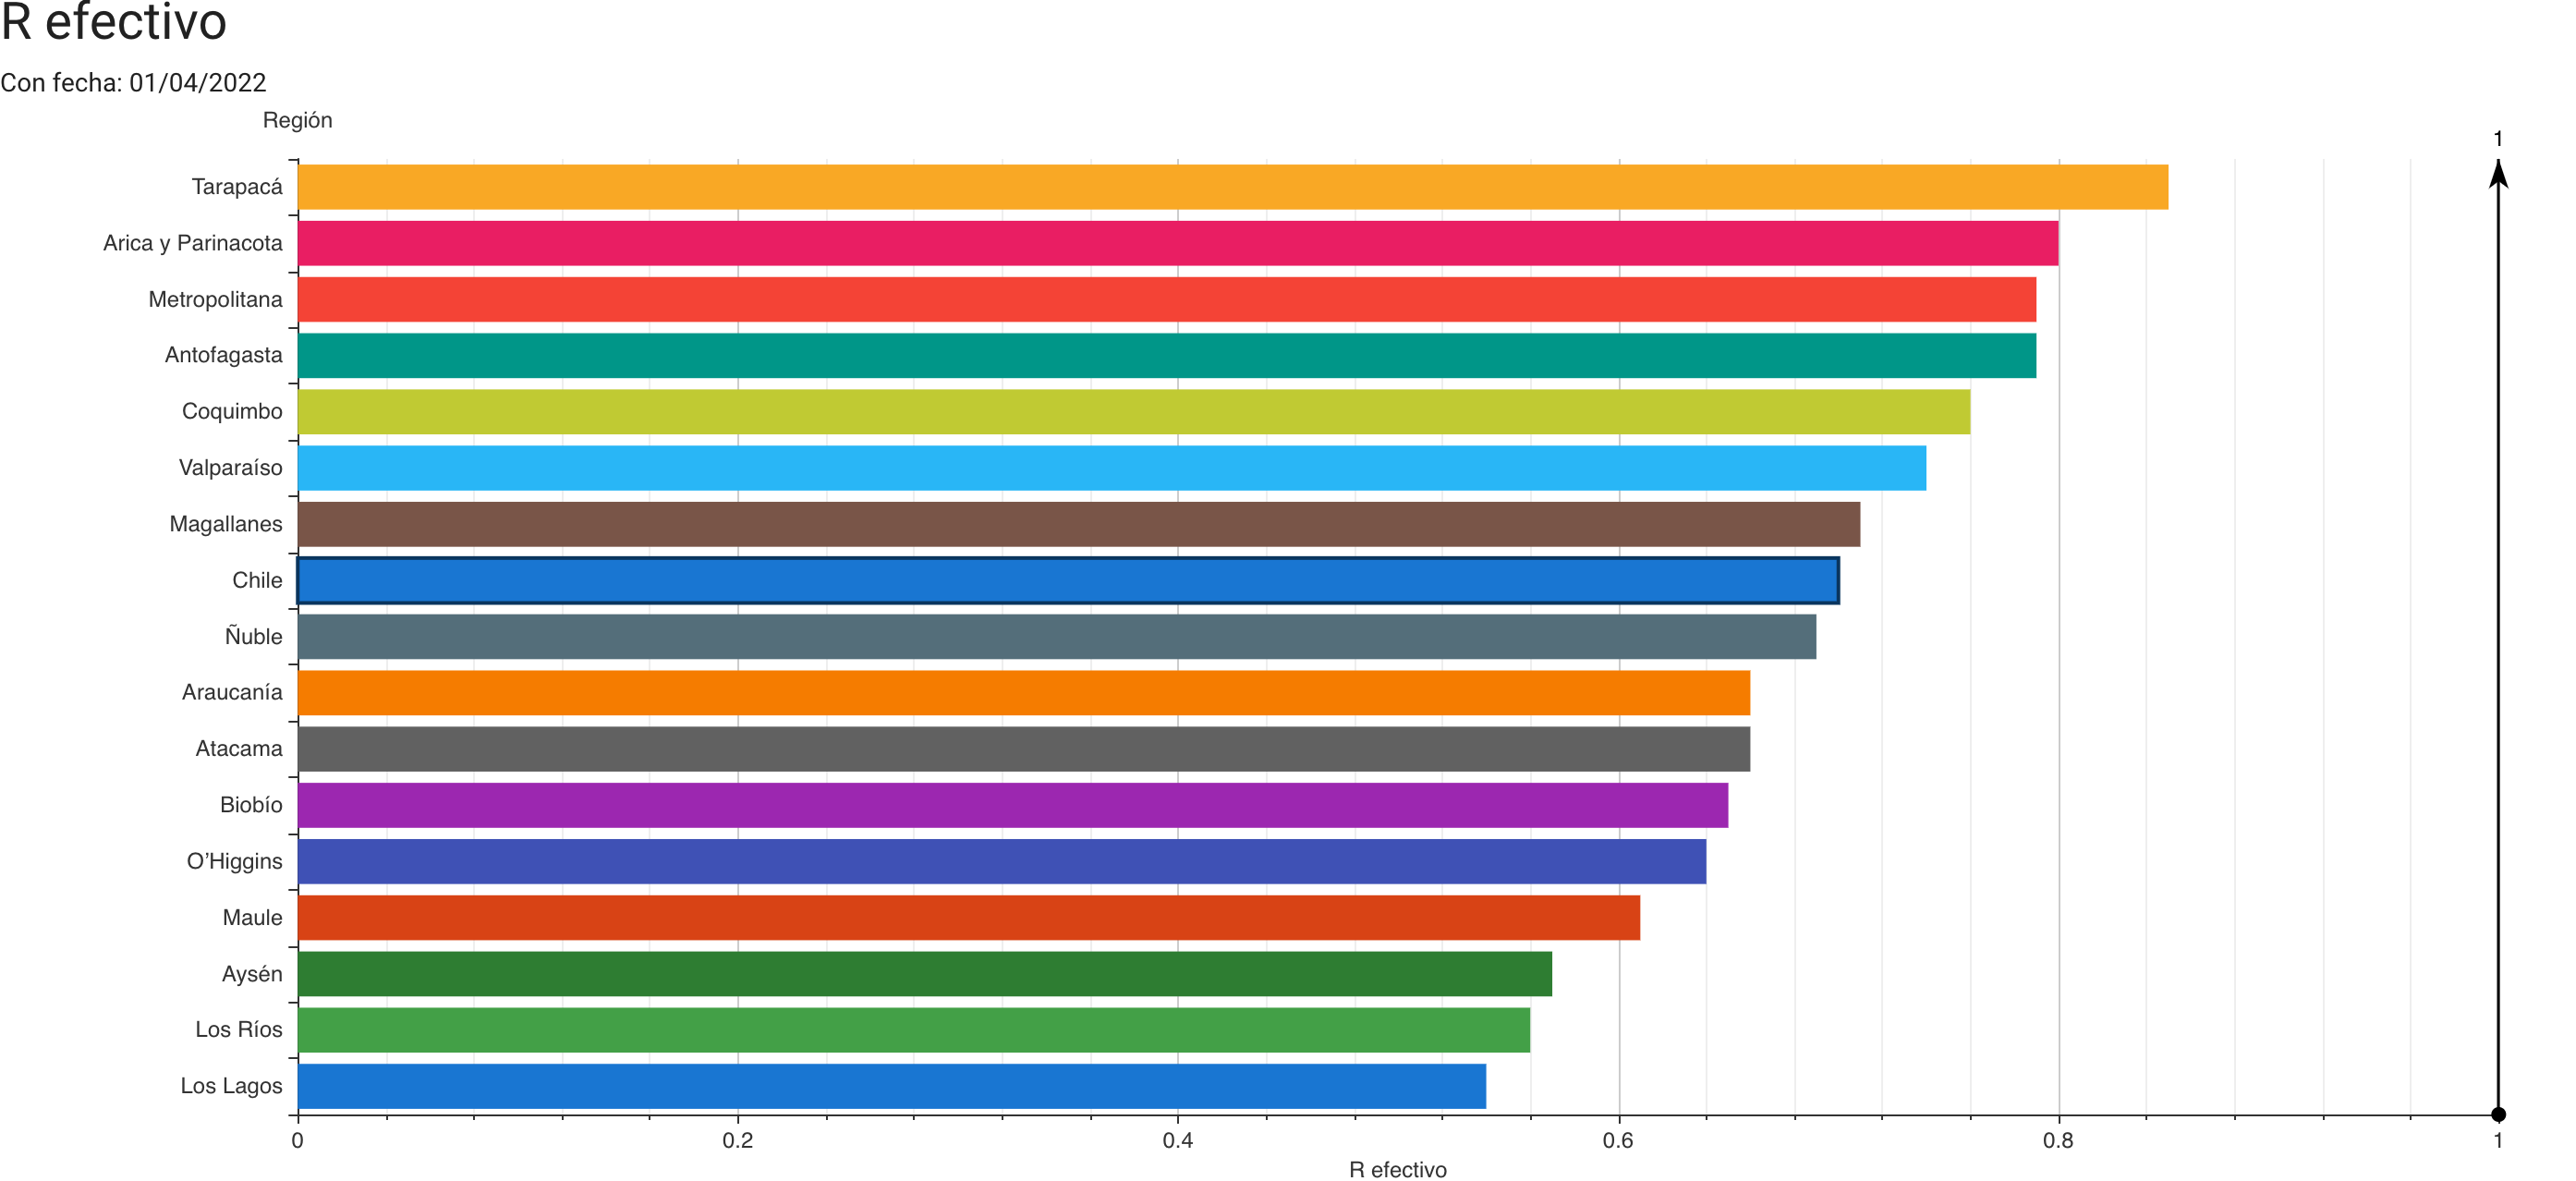 R efectivo
Con fecha: 01/04/2022
Región
1
Tarapacá
Arica y Parinacota
Metropolitana
Antofagasta
Coquimbo
Valparaíso
Magallanes
Chile
Ñuble
Araucanía
Atacama
Biobío
O’Higgins
Maule
Aysén
Los Ríos
Los Lagos
0 0.2 0.4 0.6 0.8 1
R efectivo